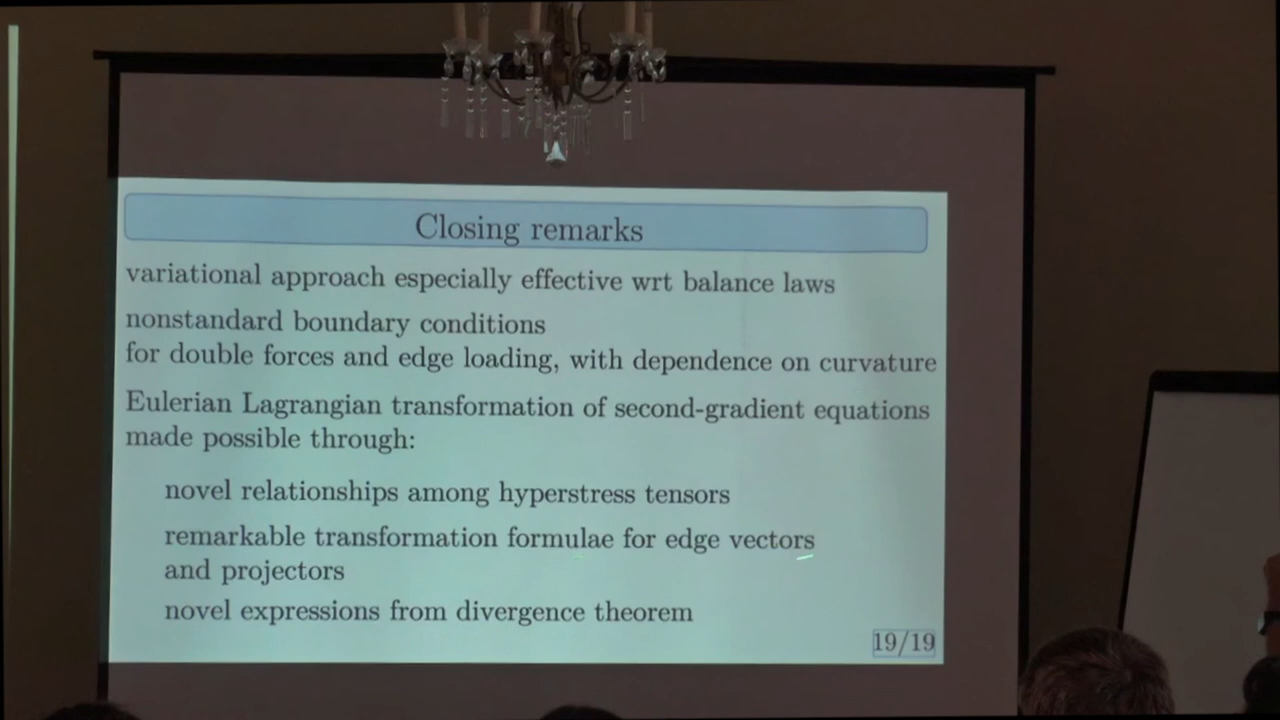 Closing remarks
variational approach especially effective wrt balance laws
nonstandard boundary conditions
for double forces and edge loading, with dependence on curvature
Eulerian Lagrangian transformation of second-gradient equations
made possible through:
novel relationships among hyperstress tensors
remarkable transformation formulae for edge vectors
and projectors
novel expressions from divergence theorem
19/19